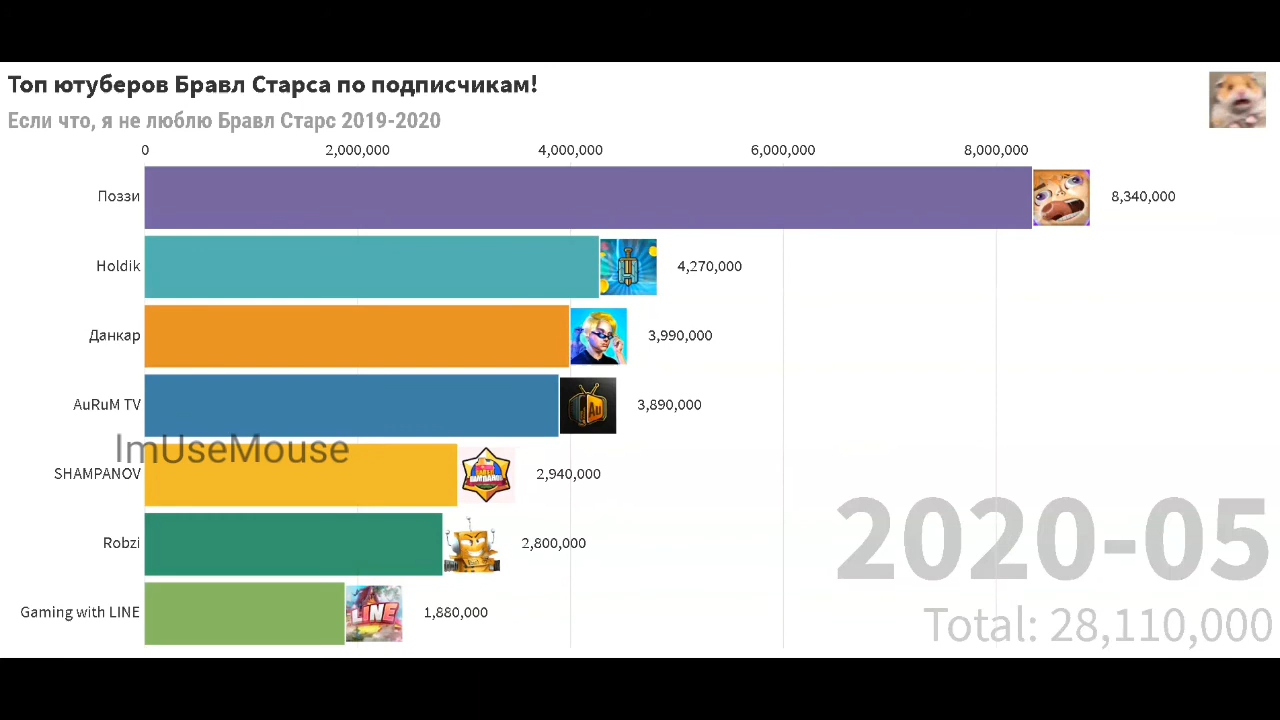 Топ ютуберов Бравл Старса по подписчикам!
Если что, я не люблю Бравл Старс 2019-2020
0 2,000,000 4,000,000 6,000,000 8,000,000
Поззи 8,340,000
Holdik 4,270,000
Данкар 3,990,000
AuRuM TV Au 3,890,000
ImUseMouse
SHAMPANOV 2,940,000
Robzi 2,800,000
Gaming with LINE LINE 1,880,000
2020-05
Total: 28,110,000